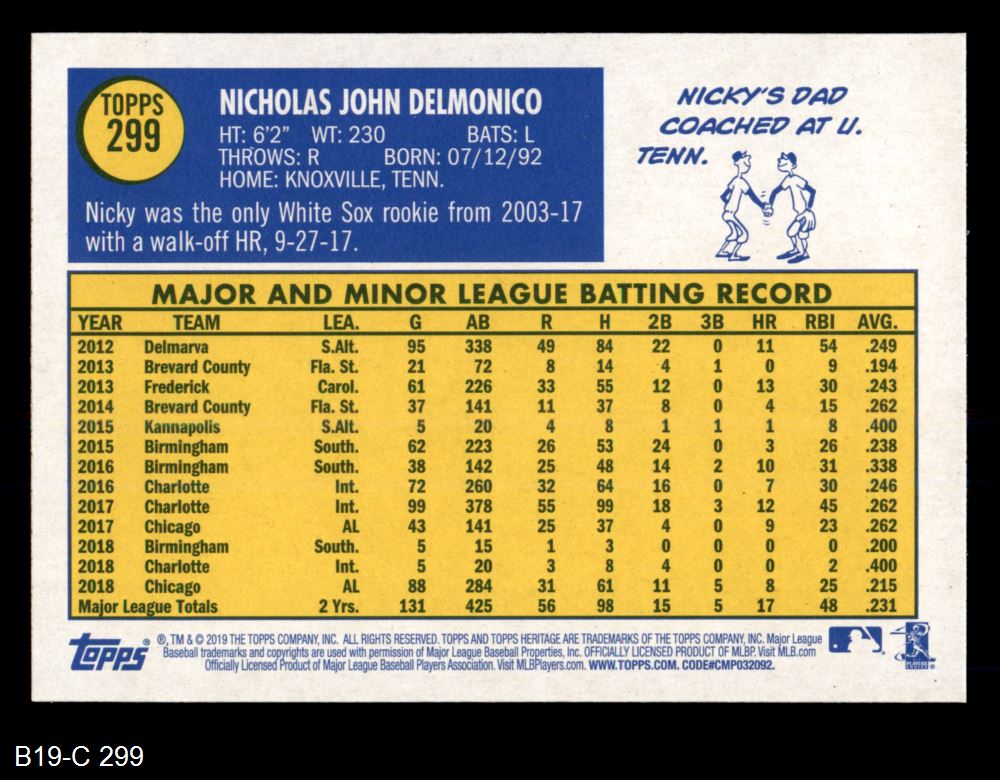 TOPPS
299
NICHOLAS JOHN DELMONICO
HT: 6'2" WT: 230 BATS: L
THROWS: R BORN: 07/12/92
HOME: KNOXVILLE, TENN.
Nicky was the only White Sox rookie from 2003-17
with a walk-off HR, 9-27-17.
NICKY'S DAD
COACHED AT U.
TENN.
MAJOR AND MINOR LEAGUE BATTING RECORD
YEAR TEAM LEA. G AB R H 2B 3B HR RBI AVG.
2012 Delmarva S.Alt. 95 338 49 84 22 0 11 54 .249
2013 Brevard County Fla. St. 21 72 8 14 4 1 0 9 .194
2013 Frederick Carol. 61 226 33 55 12 0 13 30 .243
2014 Brevard County Fla. St. 37 141 11 37 8 0 4 15 .262
2015 Kannapolis S.Alt. 5 20 4 8 1 1 1 8 .400
2015 Birmingham South. 62 223 26 53 24 0 3 26 .238
2016 Birmingham South. 38 142 25 48 14 2 10 31 .338
2016 Charlotte Int. 72 260 32 64 16 0 7 30 .246
2017 Charlotte Int. 99 378 55 99 18 3 12 45 .262
2017 Chicago AL 43 141 25 37 4 0 9 23 .262
2018 Birmingham South. 5 15 1 3 0 0 0 0 .200
2018 Charlotte Int. 5 20 3 8 4 0 0 2 .400
2018 Chicago AL 88 284 31 61 11 5 8 25 .215
Major League Totals 2 Yrs. 131 425 56 98 15 5 17 48 .231
Topps ®
®, TM & © 2019 THE TOPPS COMPANY, INC. ALL RIGHTS RESERVED. TOPPS AND TOPPS HERITAGE ARE TRADEMARKS OF THE TOPPS COMPANY, INC. Major League
Baseball trademarks and copyrights are used with permission of Major League Baseball Properties, Inc. OFFICIALLY LICENSED PRODUCT OF MLBP. Visit MLB.com
Officially Licensed Product of Major League Baseball Players Association. Visit MLBPlayers.com. WWW.TOPPS.COM. CODE#CMP032092.
B19-C 299